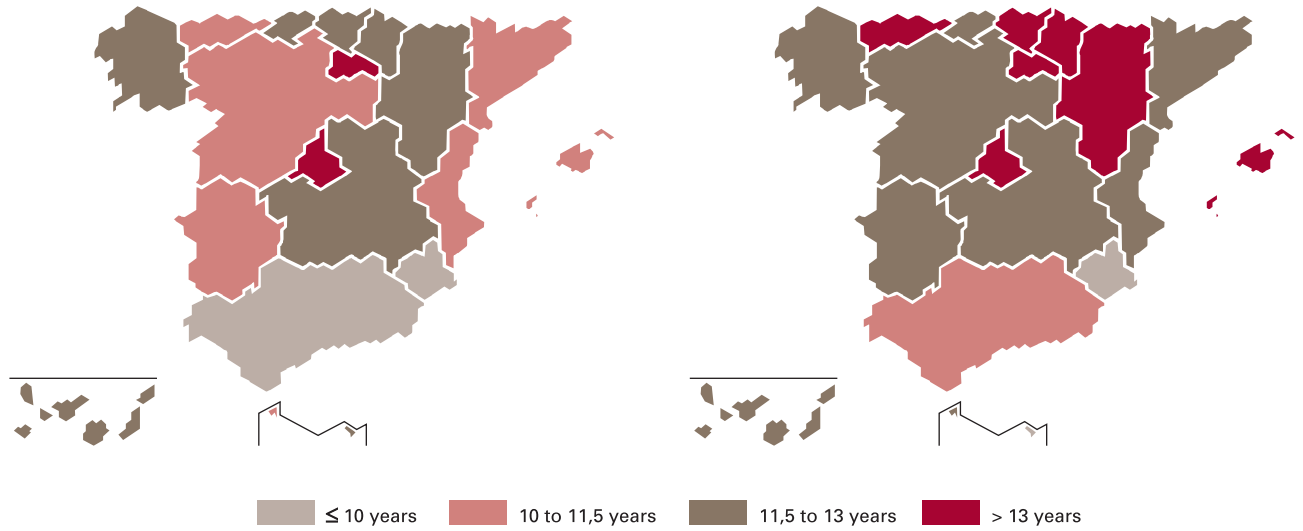 ≤ 10 years 10 to 11,5 years 11,5 to 13 years > 13 years